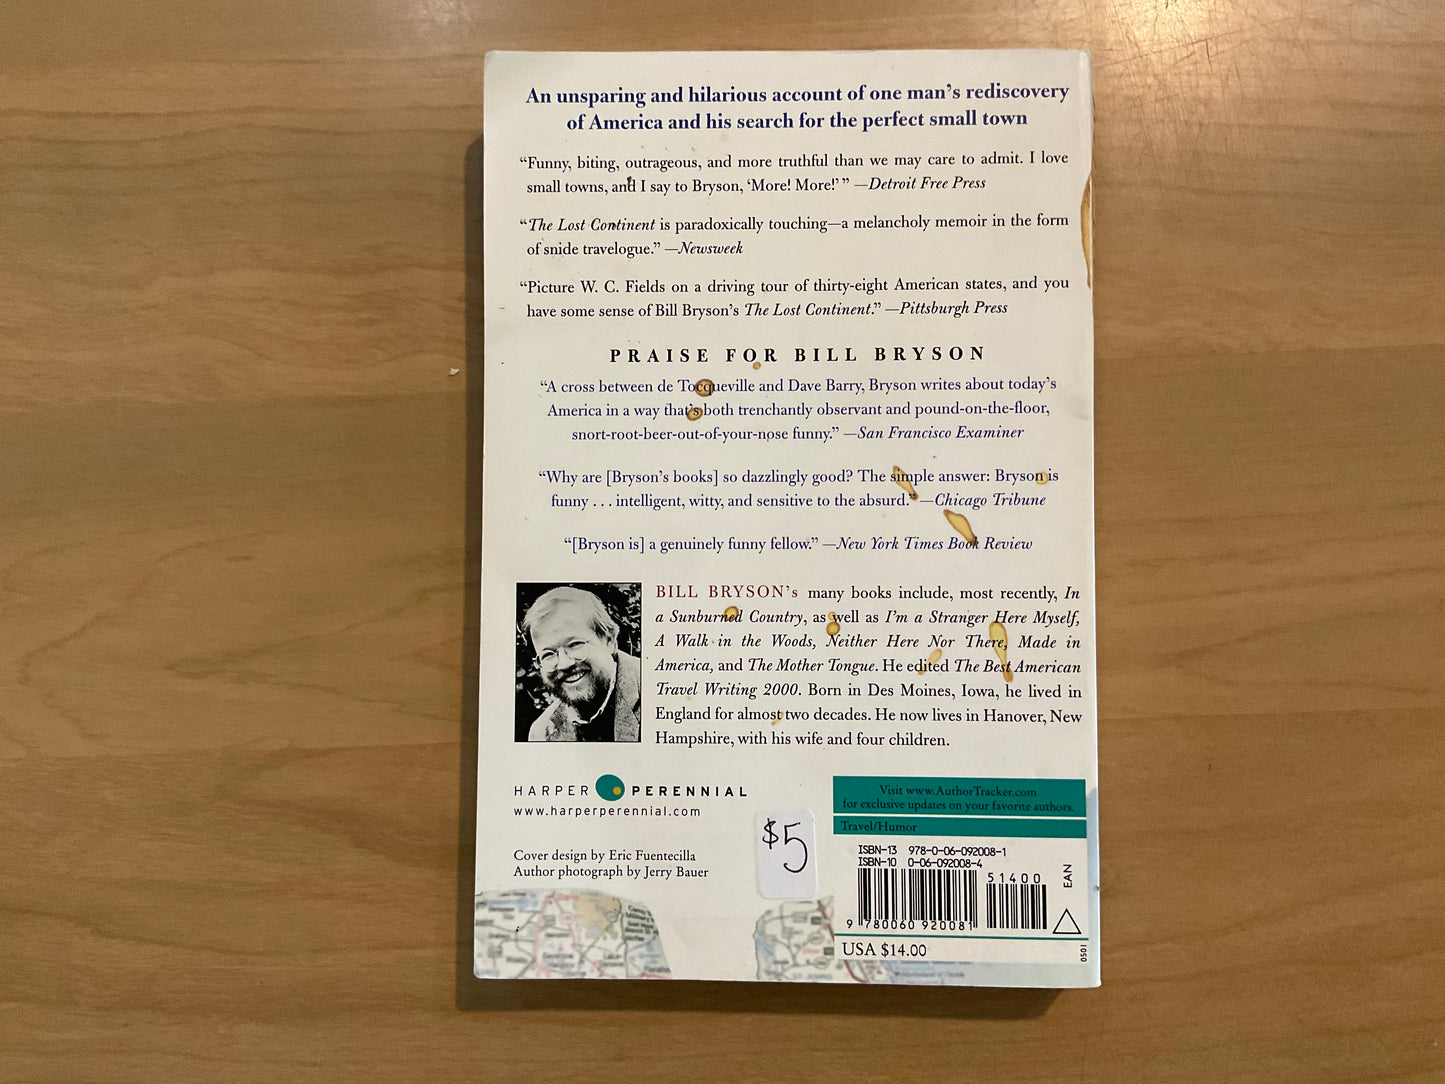 An unsparing and hilarious account of one man's rediscovery
of America and his search for the perfect small town
“Funny, biting, outrageous, and more truthful than we may care to admit. I love
small towns, and I say to Bryson, ‘More! More!’ ” —Detroit Free Press
“The Lost Continent is paradoxically touching—a melancholy memoir in the form
of snide travelogue.” —Newsweek
“Picture W. C. Fields on a driving tour of thirty-eight American states, and you
have some sense of Bill Bryson's The Lost Continent.” —Pittsburgh Press
PRAISE FOR BILL BRYSON
“A cross between de Tocqueville and Dave Barry, Bryson writes about today's
America in a way that's both trenchantly observant and pound-on-the-floor,
snort-root-beer-out-of-your-nose funny.” —San Francisco Examiner
“Why are [Bryson's books] so dazzlingly good? The simple answer: Bryson is
funny . . . intelligent, witty, and sensitive to the absurd.” —Chicago Tribune
“[Bryson is] a genuinely funny fellow.” —New York Times Book Review
BILL BRYSON's many books include, most recently, In
a Sunburned Country, as well as I'm a Stranger Here Myself,
A Walk in the Woods, Neither Here Nor There, Made in
America, and The Mother Tongue. He edited The Best American
Travel Writing 2000. Born in Des Moines, Iowa, he lived in
England for almost two decades. He now lives in Hanover, New
Hampshire, with his wife and four children.
HARPER PERENNIAL
www.harperperennial.com
Cover design by Eric Fuentecilla
Author photograph by Jerry Bauer
$5
Visit www.AuthorTracker.com
for exclusive updates on your favorite authors.
Travel/Humor
ISBN-13 978-0-06-092008-1
ISBN-10 0-06-092008-4
51400
EAN
9 780060 920081
USA $14.00
0501